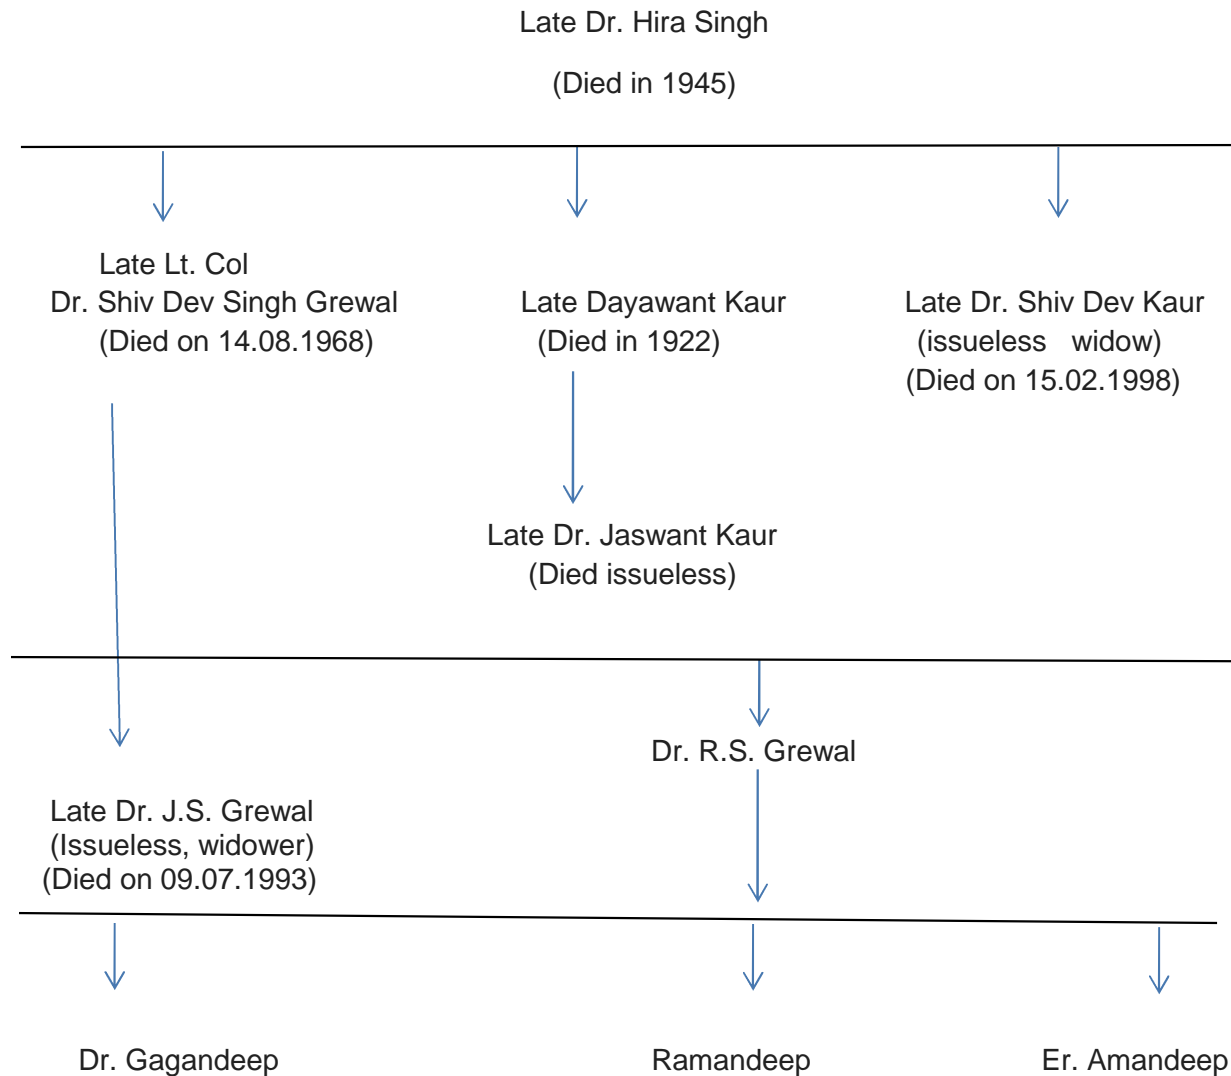 Late Dr. Hira Singh
(Died in 1945)
Late Lt. Col
Dr. Shiv Dev Singh Grewal
(Died on 14.08.1968)
Late Dayawant Kaur
(Died in 1922)
Late Dr. Shiv Dev Kaur
(issueless widow)
(Died on 15.02.1998)
Late Dr. Jaswant Kaur
(Died issueless)
Dr. R.S. Grewal
Late Dr. J.S. Grewal
(Issueless, widower)
(Died on 09.07.1993)
Dr. Gagandeep
Ramandeep
Er. Amandeep